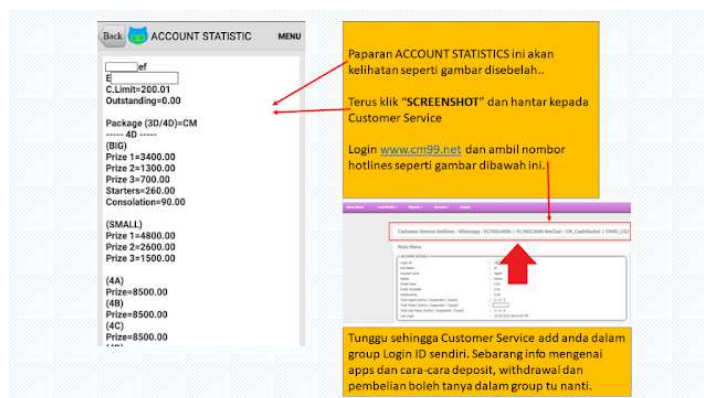 Back
ACCOUNT STATISTIC
MENU
ef
E
C.Limit=200.01
Outstanding=0.00
Package (3D/4D)=CM
----- 4D -----
(BIG)
Prize 1=3400.00
Prize 2=1300.00
Prize 3=700.00
Starters=260.00
Consolation=90.00
(SMALL)
Prize 1=4800.00
Prize 2=2600.00
Prize 3=1500.00
(4A)
Prize=8500.00
(4B)
Prize=8500.00
(4C)
Prize=8500.00
Paparan ACCOUNT STATISTICS ini akan
kelihatan seperti gambar disebelah..
Terus klik “SCREENSHOT” dan hantar kepada
Customer Service
Login www.cm99.net dan ambil nombor
hotlines seperti gambar dibawah ini.
Customer Service Hotlines : Whatsapp :
Main Menu
Tunggu sehingga Customer Service add anda dalam
group Login ID sendiri. Sebarang info mengenai
apps dan cara-cara deposit, withdrawal dan
pembelian boleh tanya dalam group tu nanti.